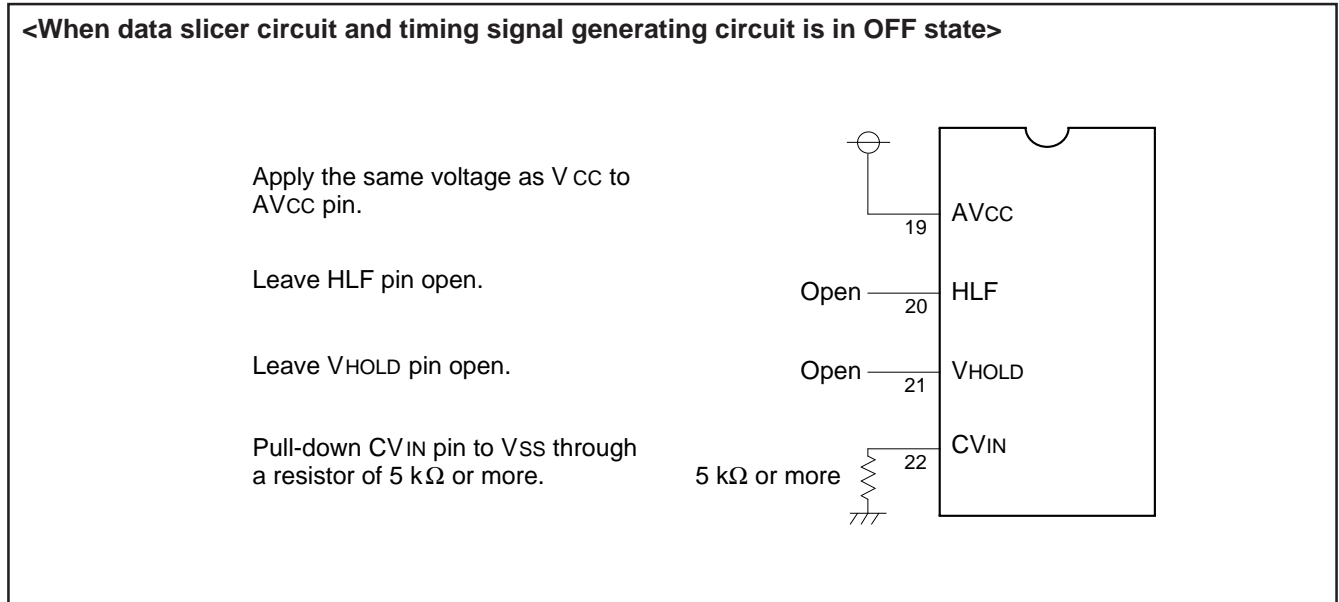 <When data slicer circuit and timing signal generating circuit is in OFF state>
Apply the same voltage as VCC to
AVCC pin.
19
AVCC
Leave HLF pin open.
Open
20
HLF
Leave VHOLD pin open.
Open
21
VHOLD
Pull-down CVIN pin to VSS through
a resistor of 5 kΩ or more.
5 kΩ or more
22
CVIN